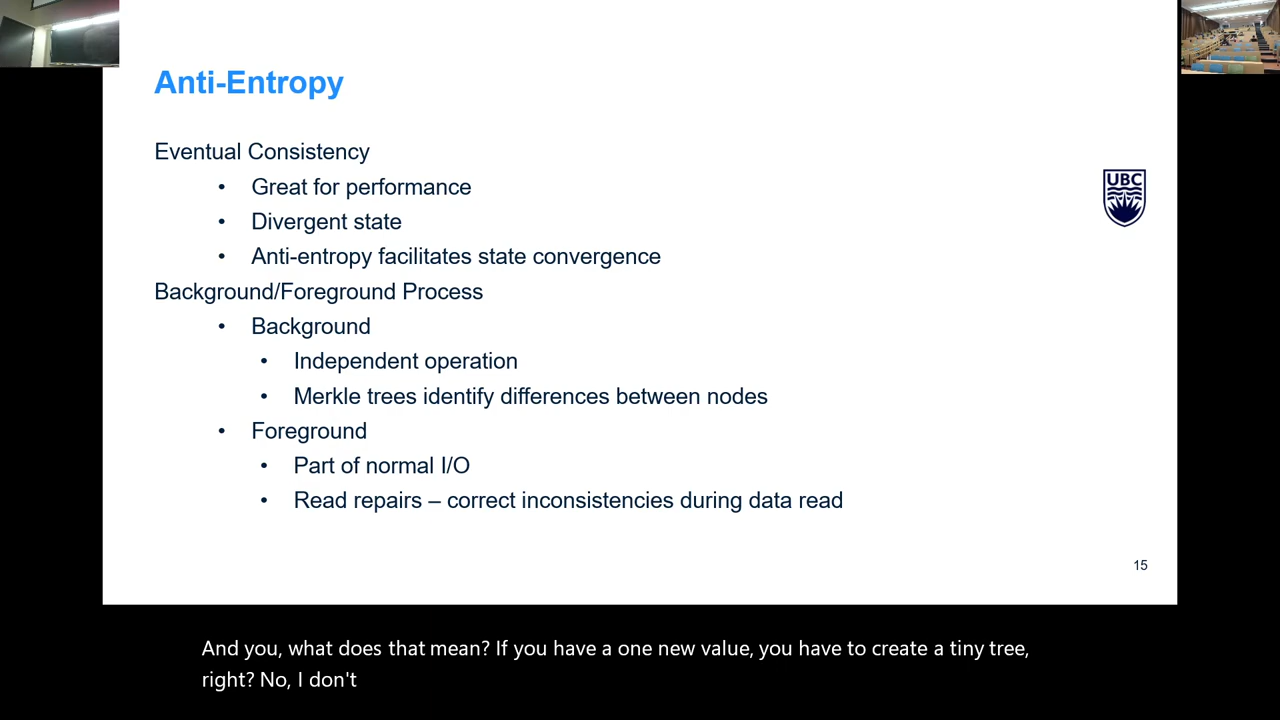 Anti-Entropy
Eventual Consistency
• Great for performance
• Divergent state
• Anti-entropy facilitates state convergence
UBC
Background/Foreground Process
• Background
• Independent operation
• Merkle trees identify differences between nodes
• Foreground
• Part of normal I/O
• Read repairs – correct inconsistencies during data read
15
And you, what does that mean? If you have a one new value, you have to create a tiny tree,
right? No, I don't